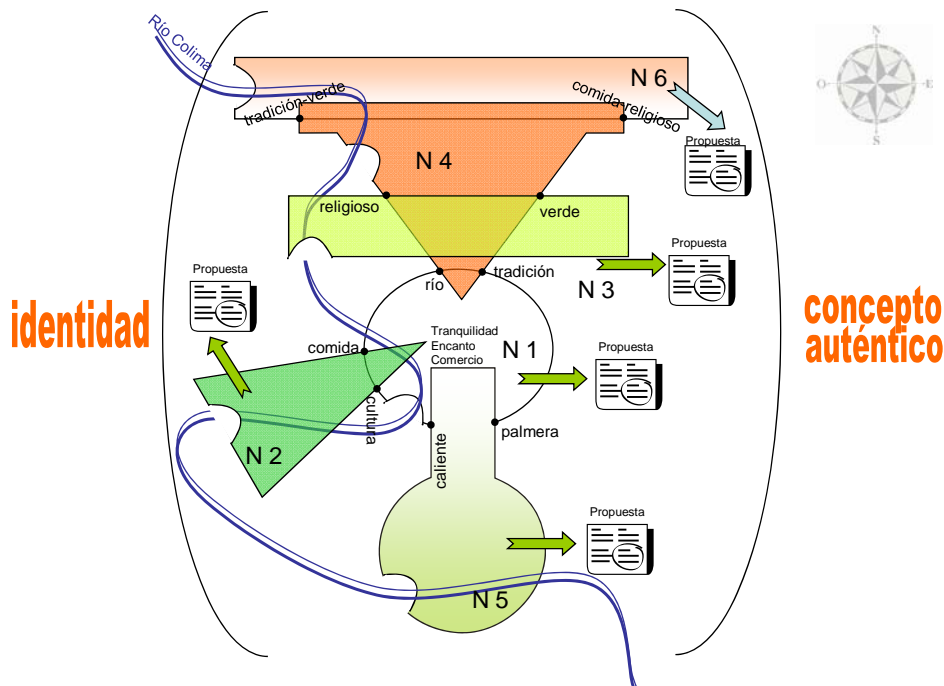 Río Colima
N 6
tradición-verde
comida-religioso
O
E
N
S
Propuesta
N 4
religioso
verde
Propuesta
río
tradición
N 3
Propuesta
identidad
concepto
auténtico
Tranquilidad
Encanto
Comercio
N 1
comida
Propuesta
cultura
caliente
palmera
N 2
Propuesta
N 5